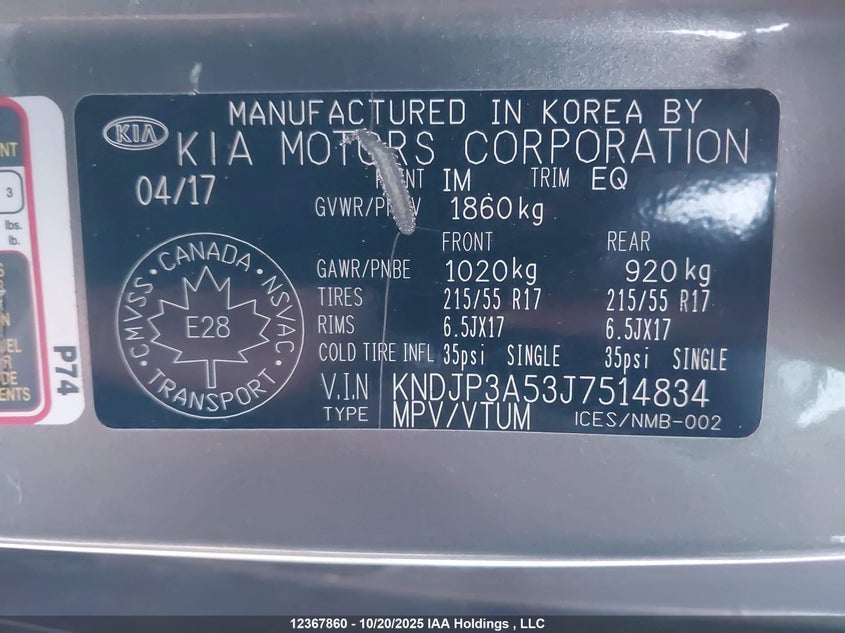 MANUFACTURED IN KOREA BY
KIA KIA MOTORS CORPORATION
04/17 IM TRIM EQ
1860kg
FRONT REAR
GAWR/PNBE 1020kg 920kg
TIRES 215/55 R17 215/55 R17
RIMS 6.5JX17 6.5JX17
COLD TIRE INFL 35psi SINGLE 35psi SINGLE
V.I.N KNDJP3A53J7514834
TYPE MPV/VTUM ICES/NMB-002
CMVSS • CANADA • NSVAC • TRANSPORT •
E28
3
lbs.
lb.
P74
12367860 - 10/20/2025 IAA Holdings , LLC